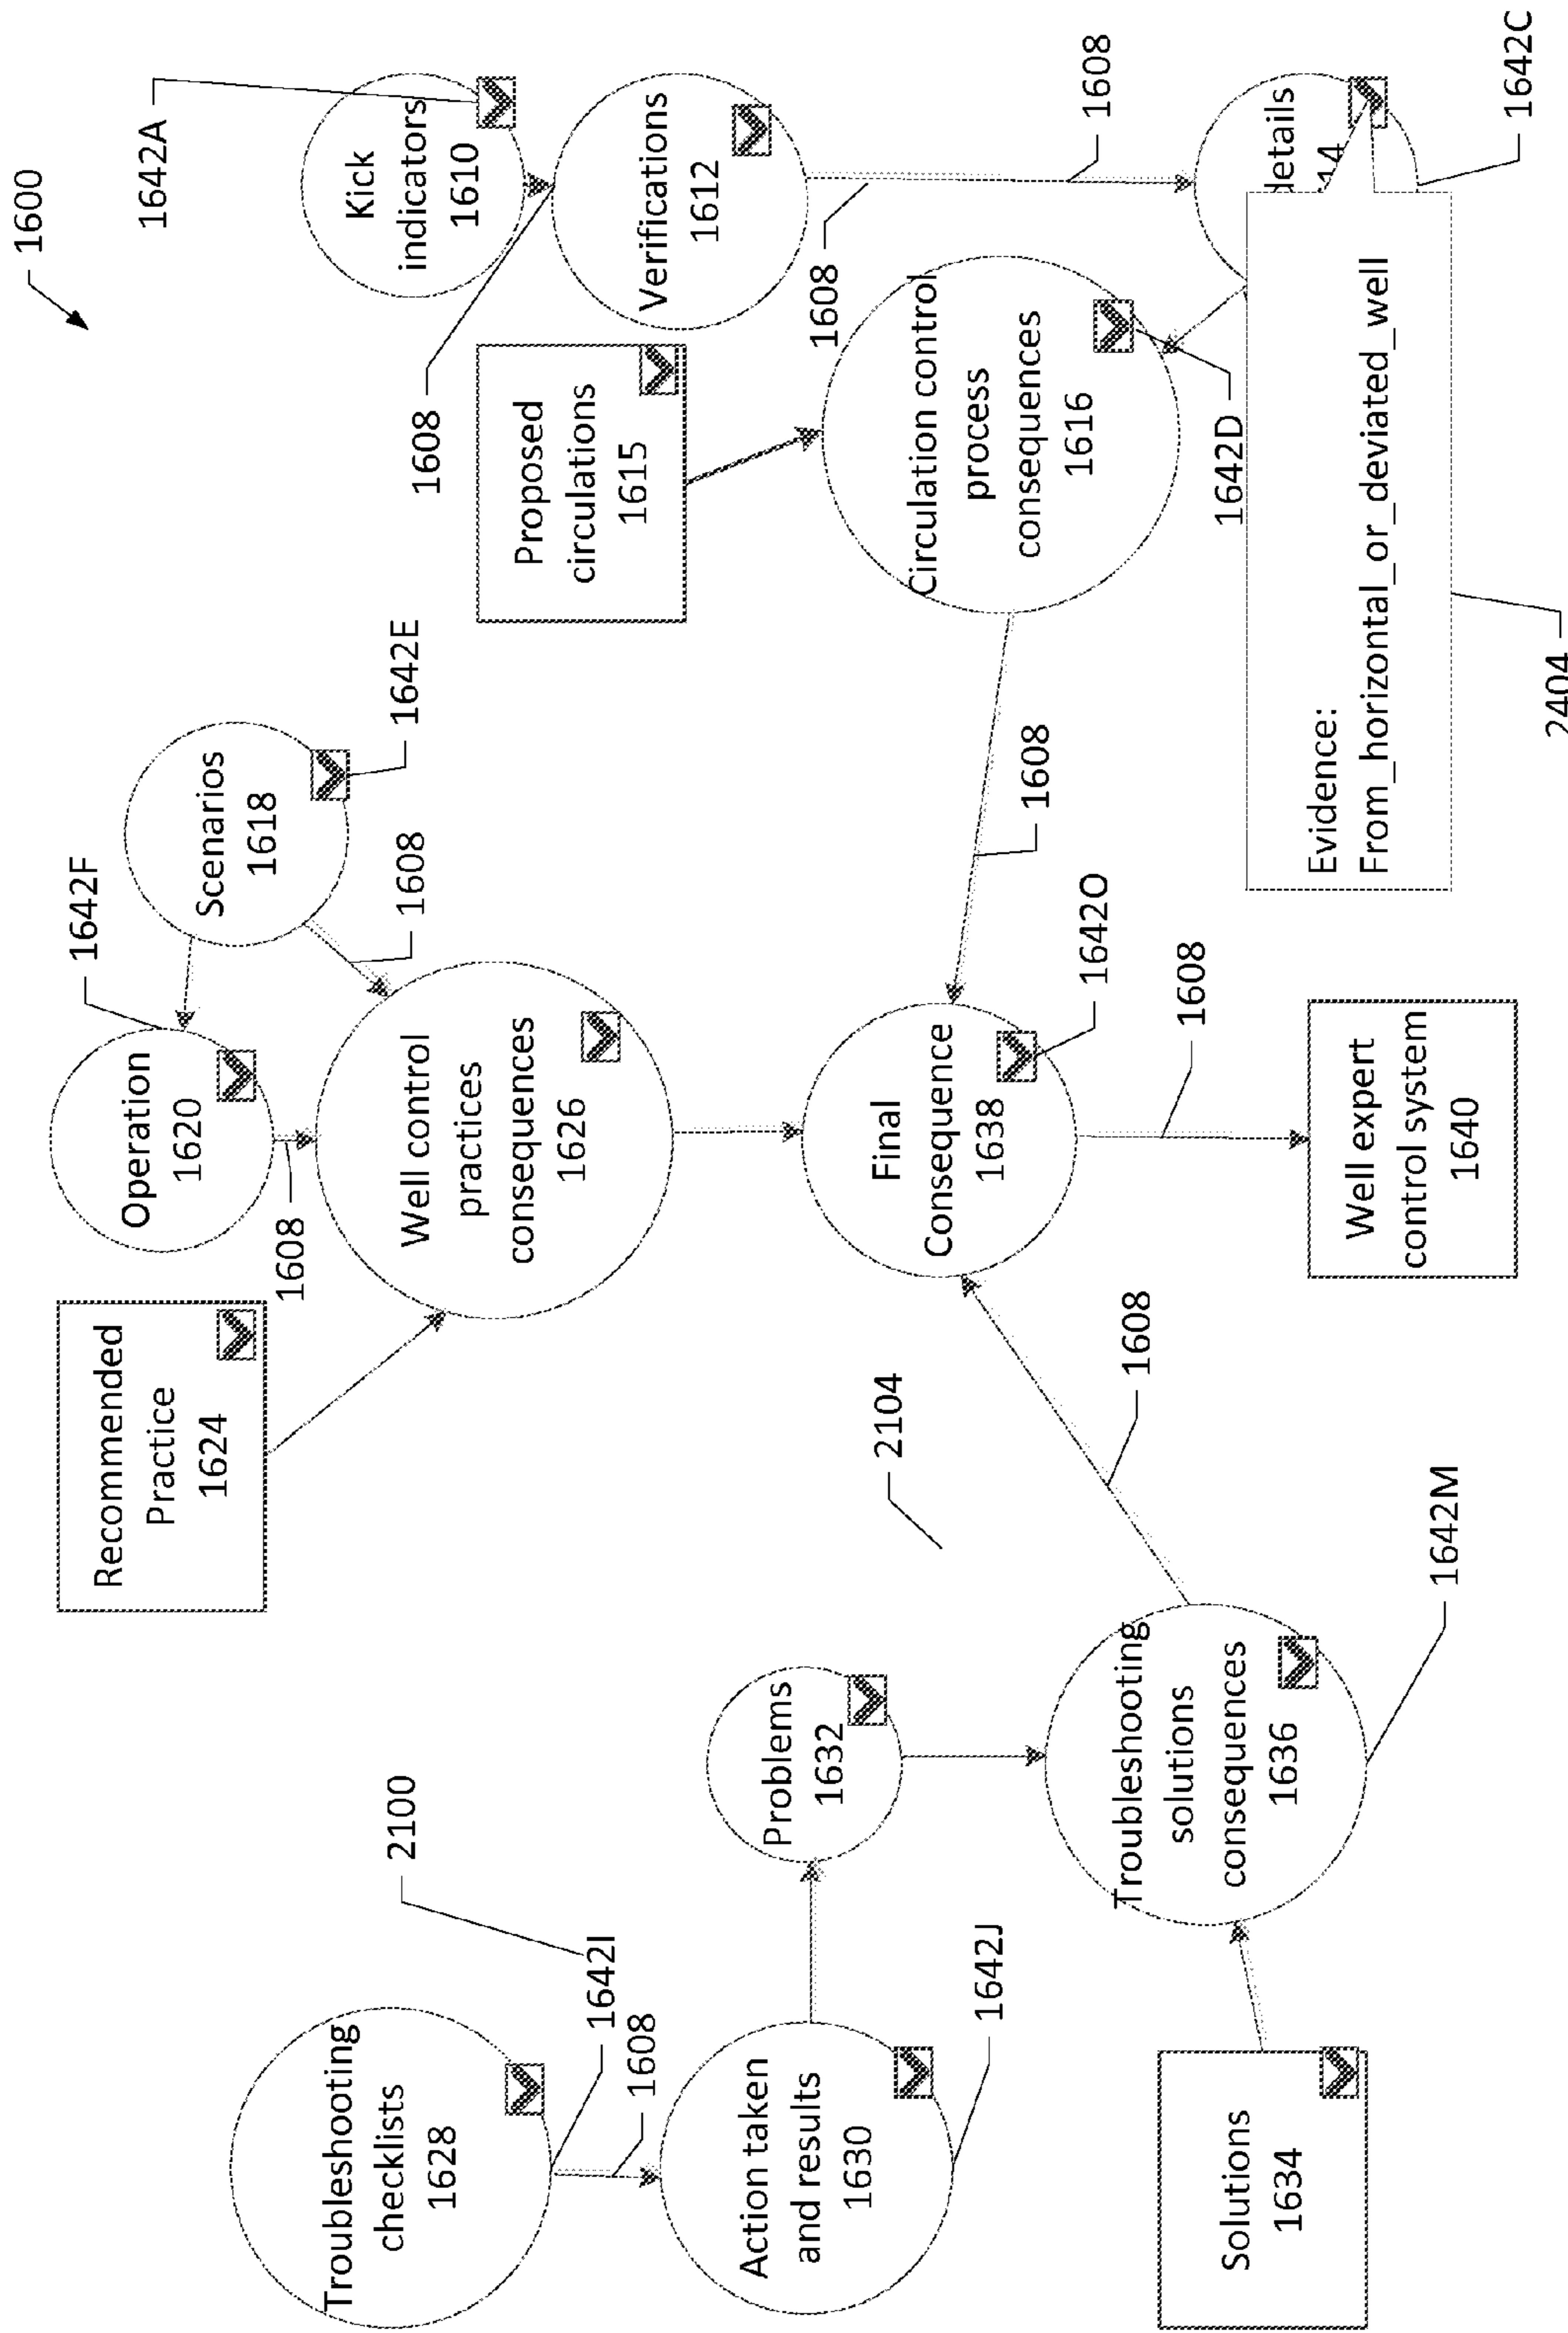 1600
Recommended
Practice
1624
Operation
1620
1642F
Scenarios
1618
1642E
1608
1608
Well control
practices
consequences
1626
1642A
Kick
indicators
1610
1608
Verifications
1612
Proposed
circulations
1615
1608
1608
details
14
1642C
Circulation control
process
consequences
1616
1642D
Evidence:
From_horizontal_or_deviated_well
2404
2100
Troubleshooting
checklists
1628
1642I
1608
Action taken
and results
1630
1642J
Problems
1632
Solutions
1634
Troubleshooting
solutions
consequences
1636
1642M
2104
1608
Final
Consequence
1638
1642O
1608
1608
Well expert
control system
1640